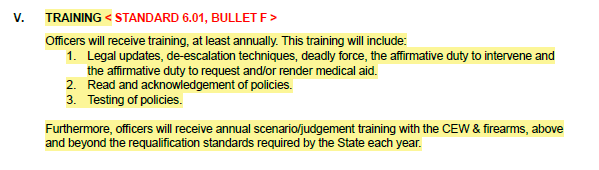 V. TRAINING < STANDARD 6.01, BULLET F >
Officers will receive training, at least annually. This training will include:
1. Legal updates, de-escalation techniques, deadly force, the affirmative duty to intervene and
the affirmative duty to request and/or render medical aid.
2. Read and acknowledgement of policies.
3. Testing of policies.
Furthermore, officers will receive annual scenario/judgement training with the CEW & firearms, above
and beyond the requalification standards required by the State each year.